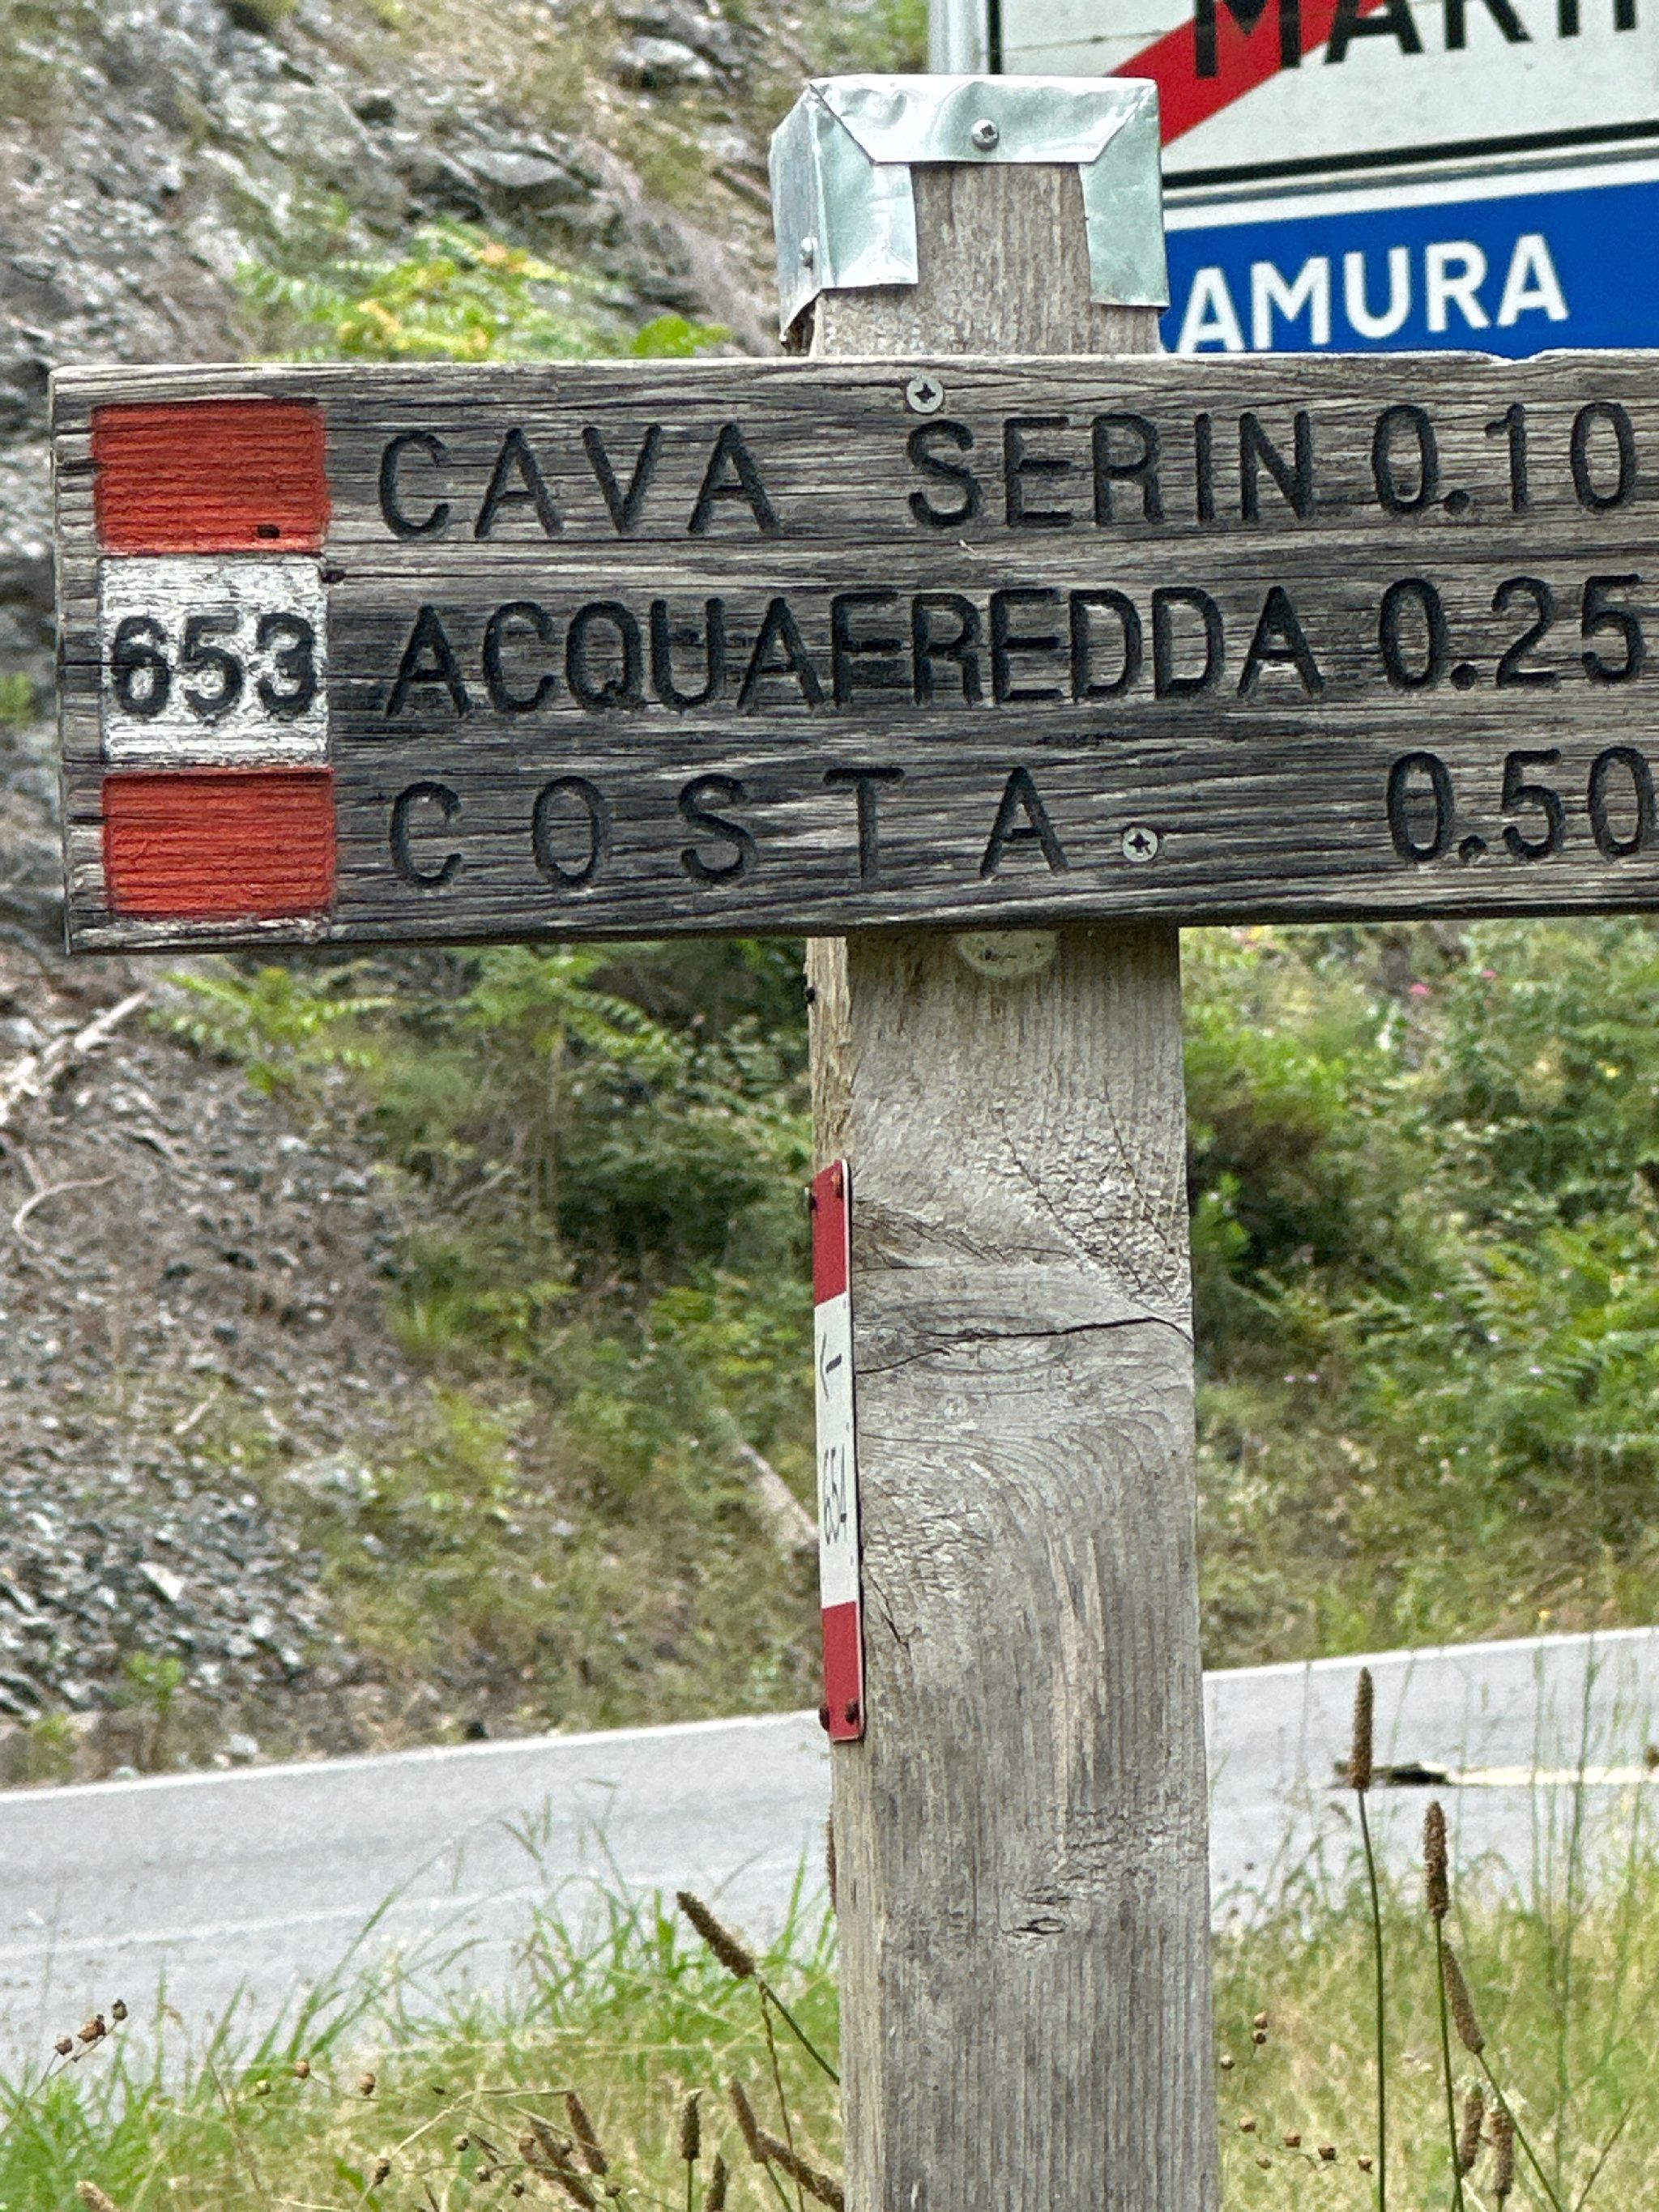 AMURA
CAVA SERIN 0.10
653 ACQUAFREDDA 0.25
COSTA 0.50
654